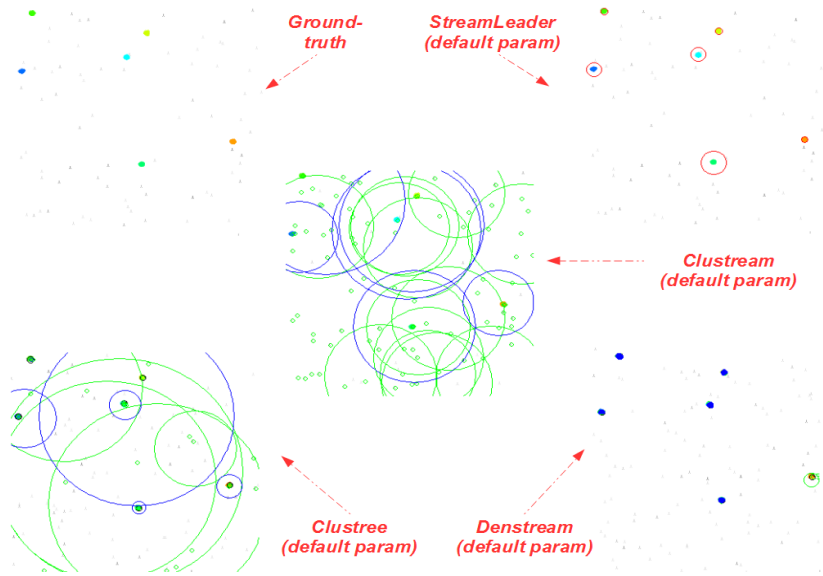 Ground-
truth
StreamLeader
(default param)
Clustream
(default param)
Clustree
(default param)
Denstream
(default param)